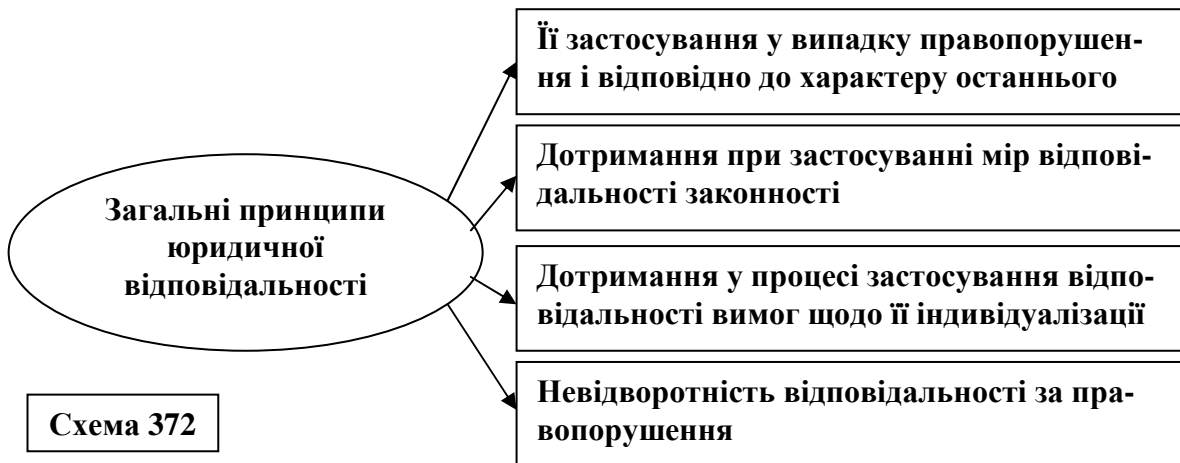 Її застосування у випадку правопорушен-
ня і відповідно до характеру останнього
Дотримання при застосуванні мір відпові-
дальності законності
Загальні принципи
юридичної
відповідальності
Дотримання у процесі застосування відпо-
відальності вимог щодо її індивідуалізації
Невідворотність відповідальності за пра-
вопорушення
Схема 372